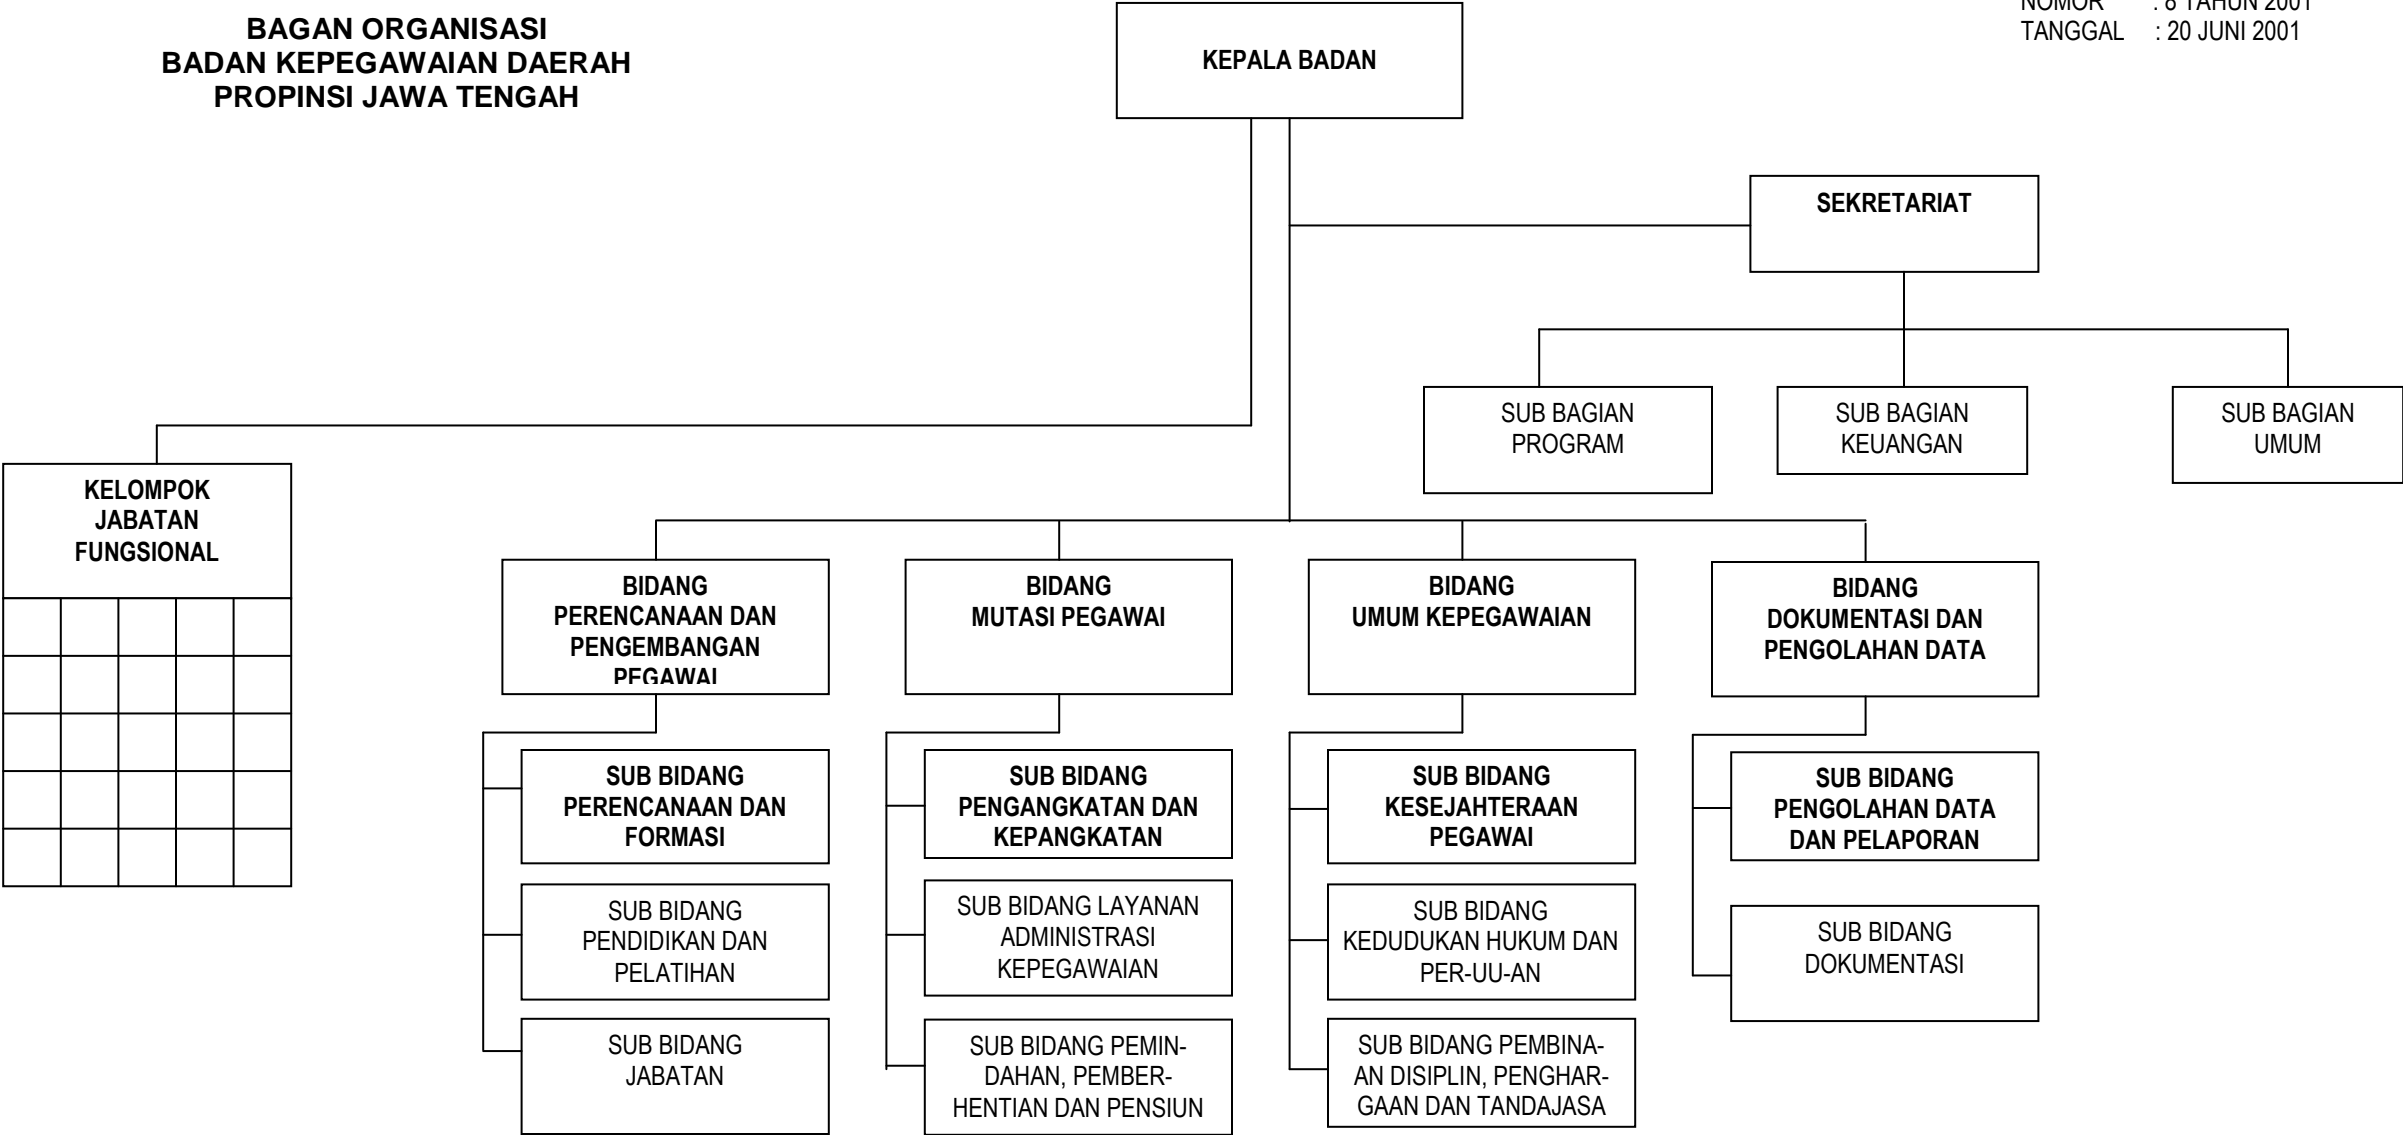 BAGAN ORGANISASI
BADAN KEPEGAWAIAN DAERAH
PROPINSI JAWA TENGAH
KEPALA BADAN
NOMOR : 8 TAHUN 2001
TANGGAL : 20 JUNI 2001
SEKRETARIAT
SUB BAGIAN
PROGRAM
SUB BAGIAN
KEUANGAN
SUB BAGIAN
UMUM
KELOMPOK
JABATAN
FUNGSIONAL
BIDANG
PERENCANAAN DAN
PENGEMBANGAN
PEGAWAI
BIDANG
MUTASI PEGAWAI
BIDANG
UMUM KEPEGAWAIAN
BIDANG
DOKUMENTASI DAN
PENGOLAHAN DATA
SUB BIDANG
PERENCANAAN DAN
FORMASI
SUB BIDANG
PENGANGKATAN DAN
KEPANGKATAN
SUB BIDANG
KESEJAHTERAAN
PEGAWAI
SUB BIDANG
PENGOLAHAN DATA
DAN PELAPORAN
SUB BIDANG
PENDIDIKAN DAN
PELATIHAN
SUB BIDANG LAYANAN
ADMINISTRASI
KEPEGAWAIAN
SUB BIDANG
KEDUDUKAN HUKUM DAN
PER-UU-AN
SUB BIDANG
DOKUMENTASI
SUB BIDANG
JABATAN
SUB BIDANG PEMIN-
DAHAN, PEMBER-
HENTIAN DAN PENSIUN
SUB BIDANG PEMBINA-
AN DISIPLIN, PENGHAR-
GAAN DAN TANDAJASA